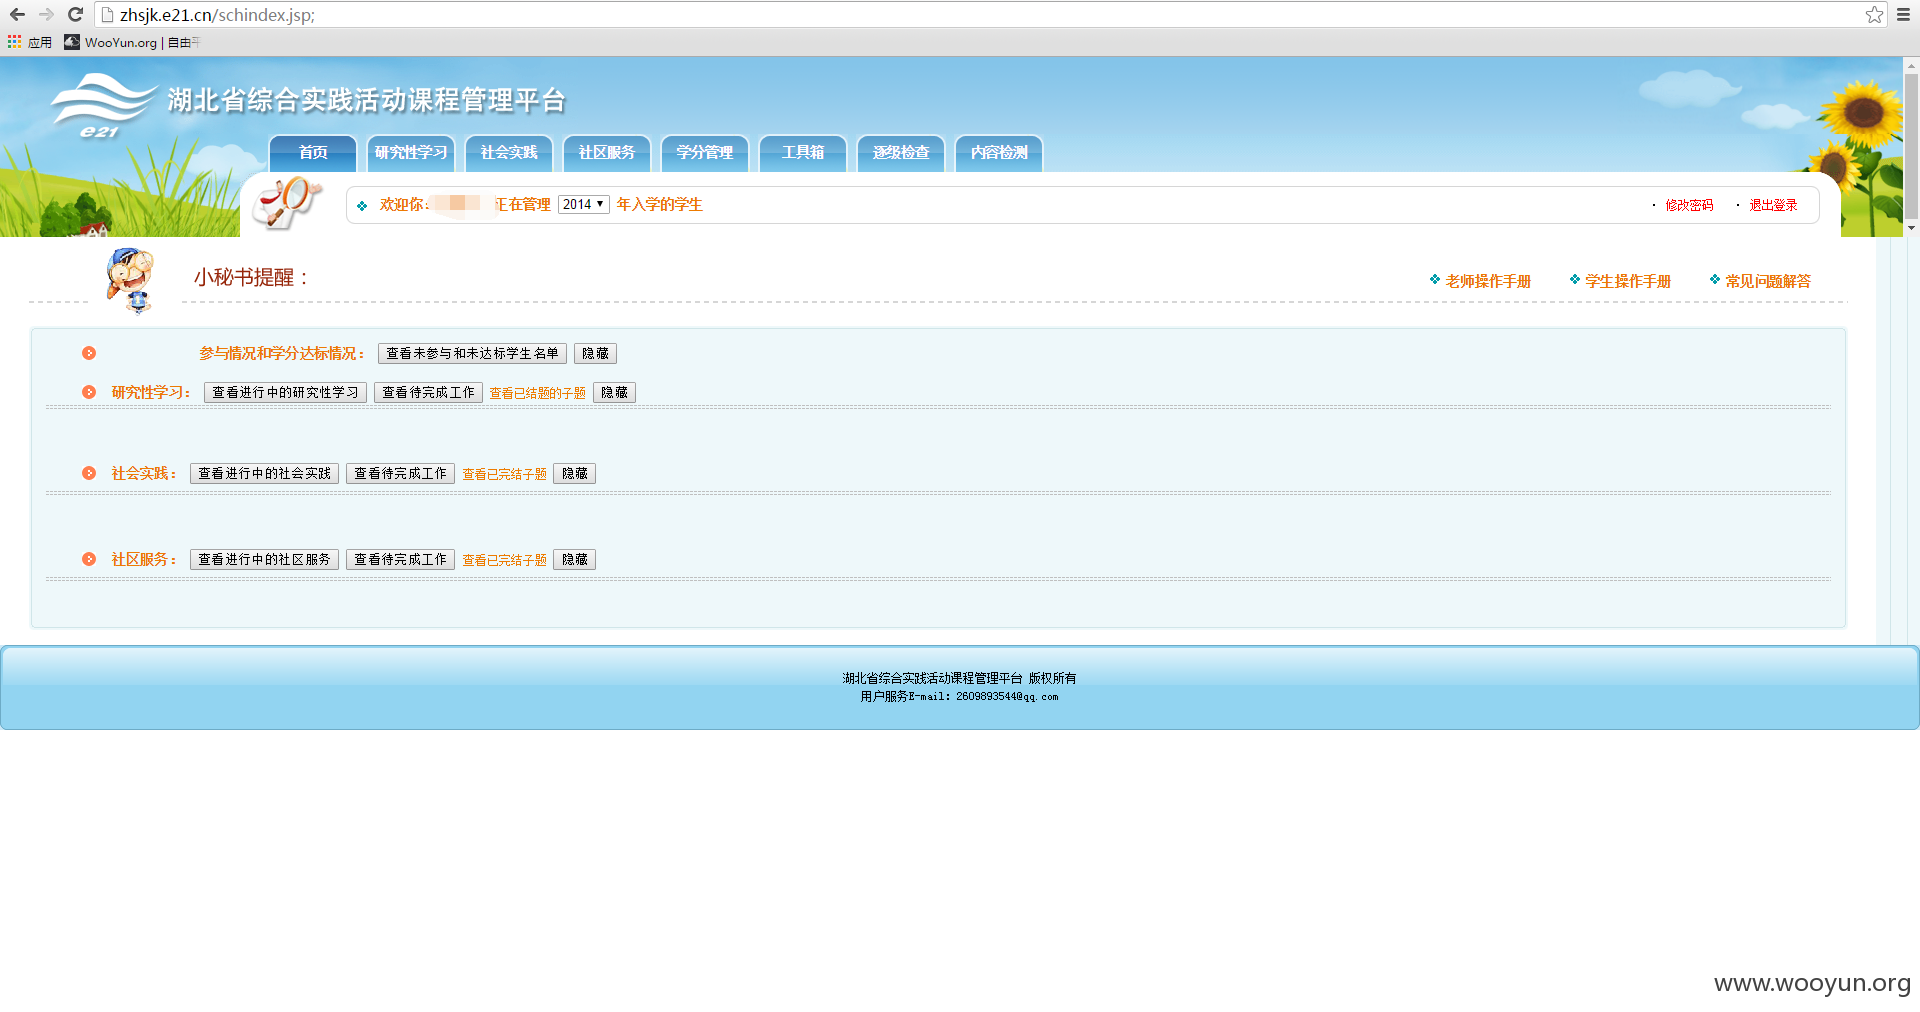 zhsjk.e21.cn/schindex.jsp;
应用 WooYun.org | 自由平
e21 湖北省综合实践活动课程管理平台
首页 研究性学习 社会实践 社区服务 学分管理 工具箱 逐级检查 内容检测
欢迎你: 正在管理 2014 年入学的学生 · 修改密码 · 退出登录
小秘书提醒：
老师操作手册 学生操作手册 常见问题解答
参与情况和学分达标情况： 查看未参与和未达标学生名单 隐藏
研究性学习： 查看进行中的研究性学习 查看待完成工作 查看已结题的子题 隐藏
社会实践： 查看进行中的社会实践 查看待完成工作 查看已完结子题 隐藏
社区服务： 查看进行中的社区服务 查看待完成工作 查看已完结子题 隐藏
湖北省综合实践活动课程管理平台 版权所有
用户服务E-mail: 2609893544@qq.com
www.wooyun.org